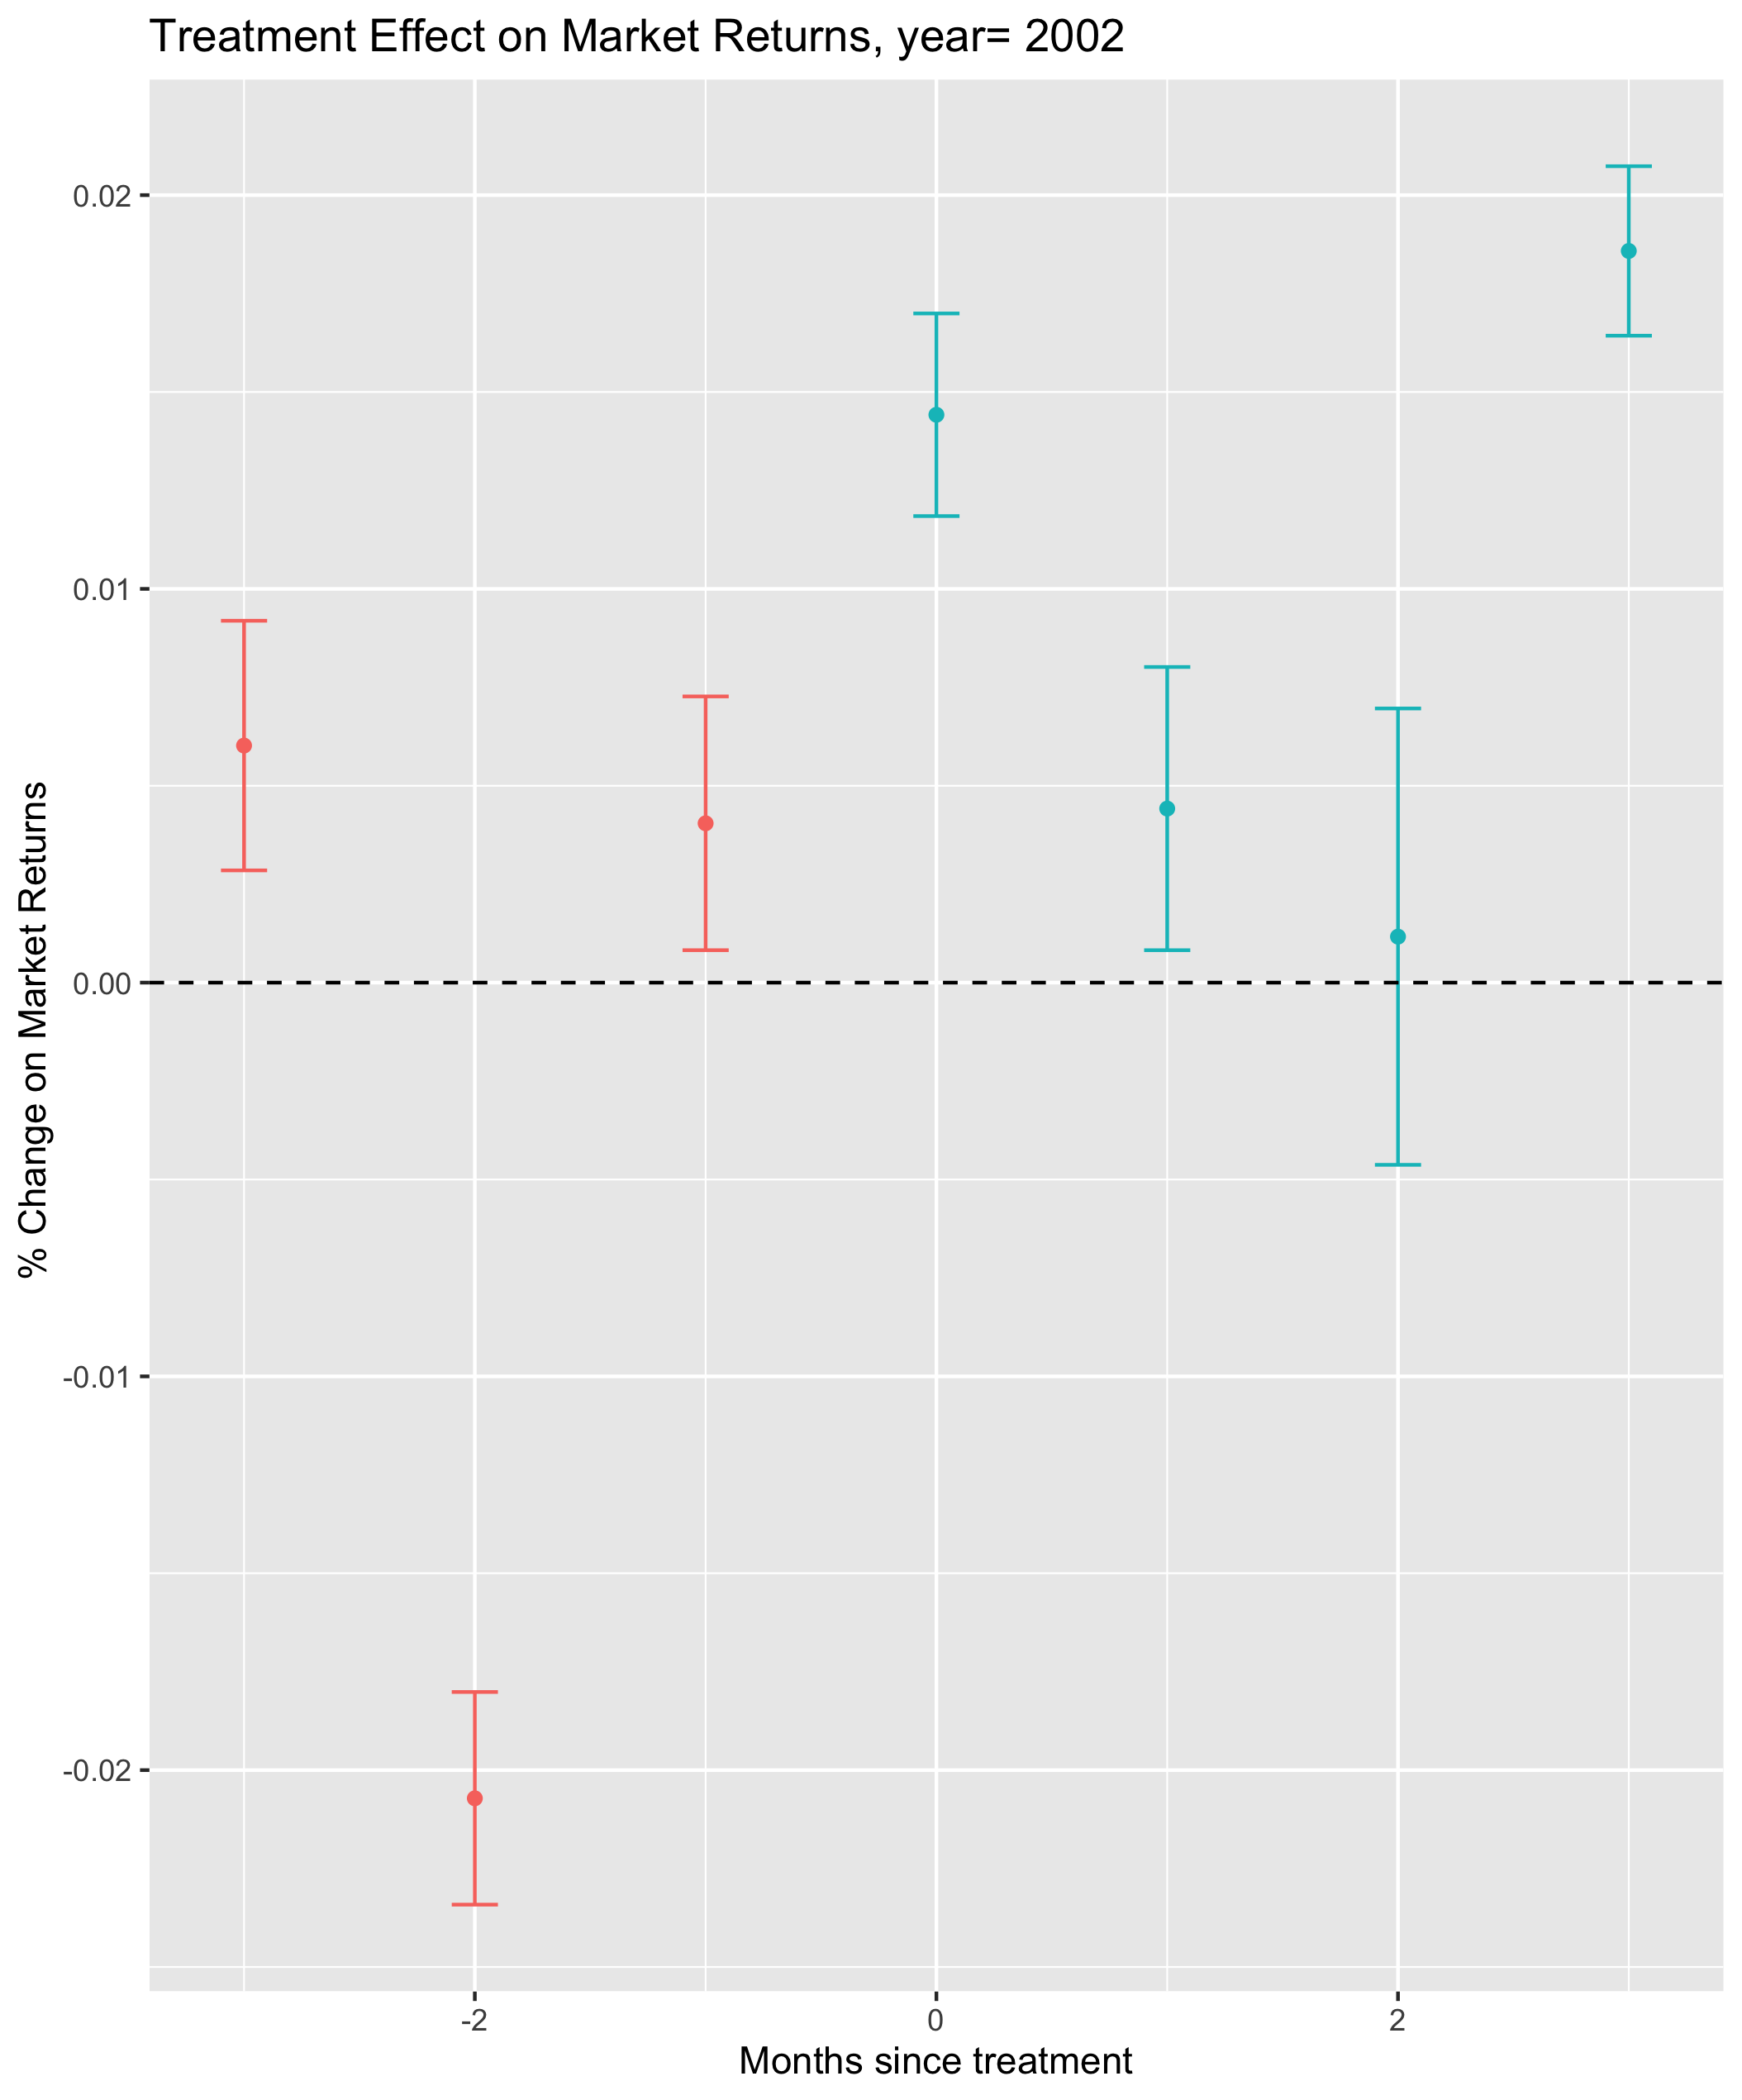 Treatment Effect on Market Returns, year= 2002
% Change on Market Returns
0.02
0.01
0.00
-0.01
-0.02
-2
0
2
Months since treatment